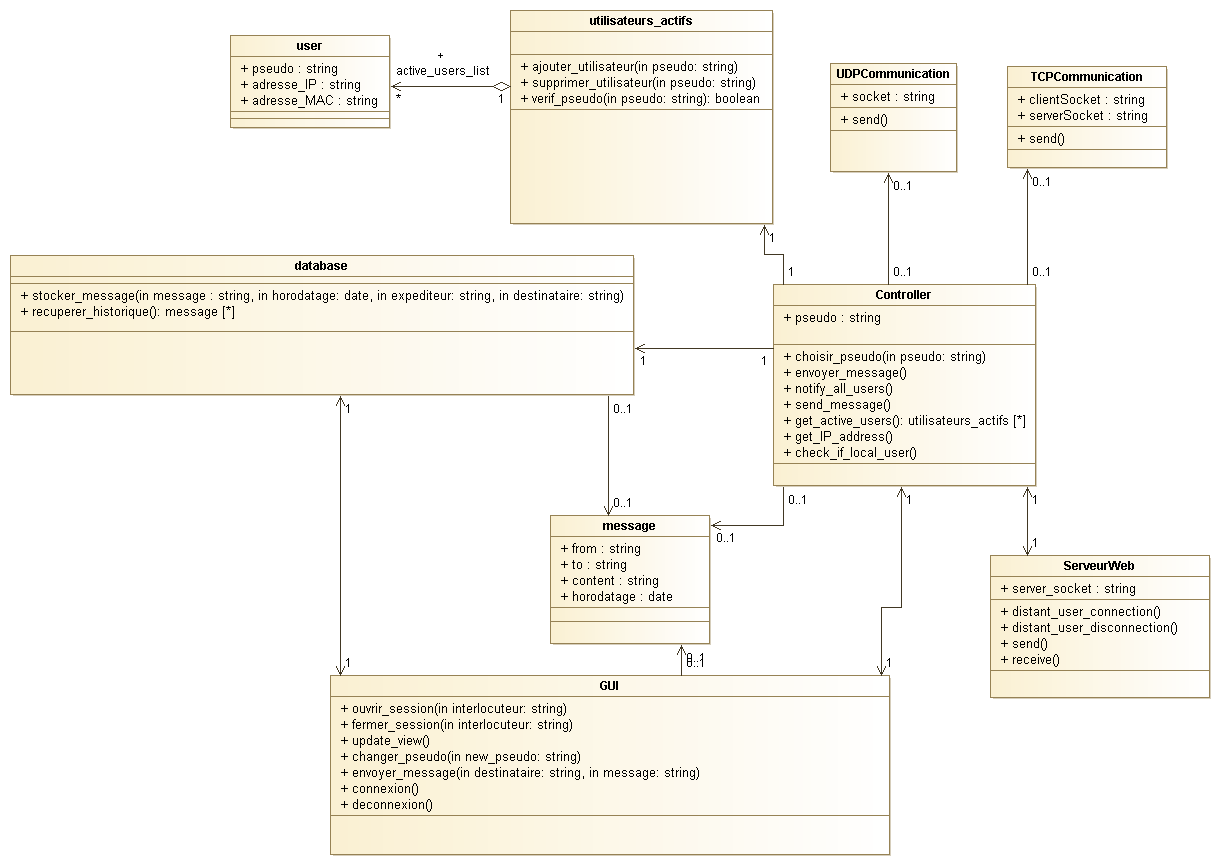 user
+ pseudo : string
+ adresse_IP : string
+ adresse_MAC : string
+
active_users_list
*
1
utilisateurs_actifs
+ ajouter_utilisateur(in pseudo: string)
+ supprimer_utilisateur(in pseudo: string)
+ verif_pseudo(in pseudo: string): boolean
UDPCommunication
+ socket : string
+ send()
TCPCommunication
+ clientSocket : string
+ serverSocket : string
+ send()
0..1
0..1
1
1
0..1
0..1
database
+ stocker_message(in message : string, in horodatage: date, in expediteur: string, in destinataire: string)
+ recuperer_historique(): message [*]
1
1
Controller
+ pseudo : string
+ choisir_pseudo(in pseudo: string)
+ envoyer_message()
+ notify_all_users()
+ send_message()
+ get_active_users(): utilisateurs_actifs [*]
+ get_IP_address()
+ check_if_local_user()
1
0..1
0..1
1
1
0..1
0..1
1
message
+ from : string
+ to : string
+ content : string
+ horodatage : date
ServeurWeb
+ server_socket : string
+ distant_user_connection()
+ distant_user_disconnection()
+ send()
+ receive()
1
0..1
0..1
1
GUI
+ ouvrir_session(in interlocuteur: string)
+ fermer_session(in interlocuteur: string)
+ update_view()
+ changer_pseudo(in new_pseudo: string)
+ envoyer_message(in destinataire: string, in message: string)
+ connexion()
+ deconnexion()